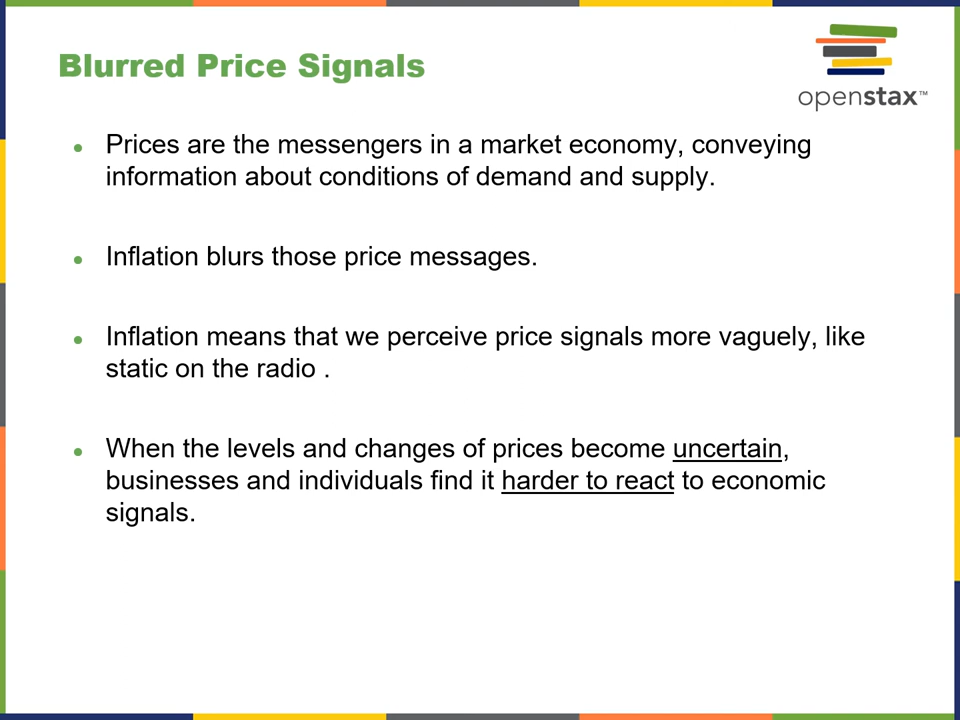 Blurred Price Signals
openstax™
Prices are the messengers in a market economy, conveying
information about conditions of demand and supply.
Inflation blurs those price messages.
Inflation means that we perceive price signals more vaguely, like
static on the radio .
When the levels and changes of prices become uncertain,
businesses and individuals find it harder to react to economic
signals.